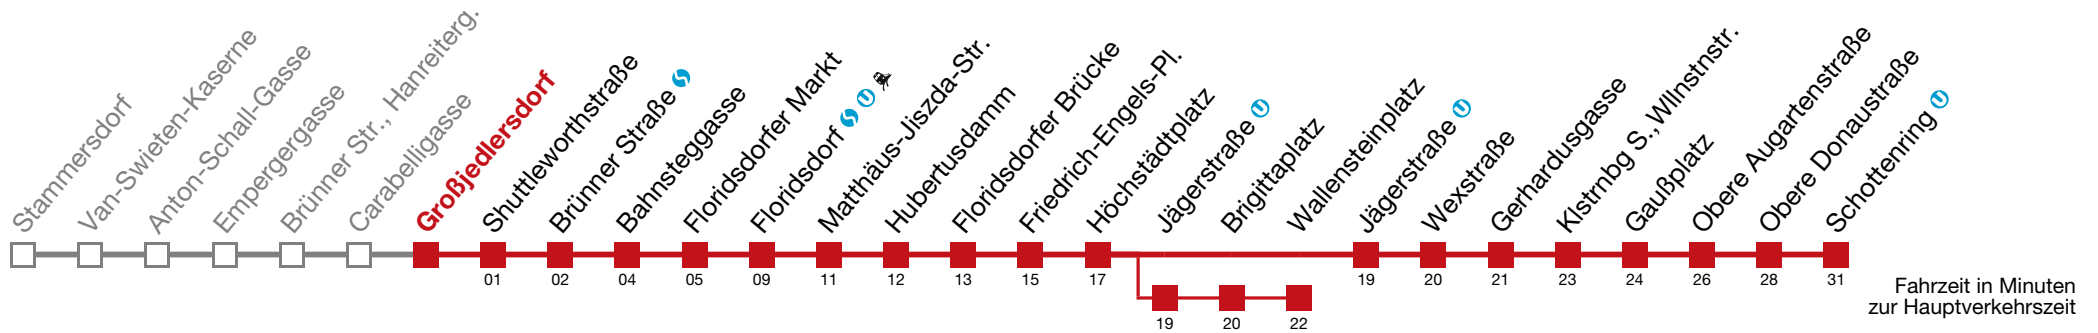 Stammersdorf
Van-Swieten-Kaserne
Anton-Schall-Gasse
Empergergasse
Brünner Str., Hanreiterg.
Carabelligasse
Großjedlersdorf
Shuttleworthstraße
Brünner Straße S
Bahnsteggasse
Floridsdorfer Markt
Floridsdorf S U
Matthäus-Jiszda-Str.
Hubertusdamm
Floridsdorfer Brücke
Friedrich-Engels-Pl.
Höchstädtplatz
Jägerstraße U
Brigittaplatz
Wallensteinplatz
Jägerstraße U
Wexstraße
Gerhardusgasse
Klstrnbg S., Wllnstnstr.
Gaußplatz
Obere Augartenstraße
Obere Donaustraße
Schottenring U
01 02 04 05 09 11 12 13 15 17 19 20 21 23 24 26 28 31
19 20 22
Fahrzeit in Minuten
zur Hauptverkehrszeit